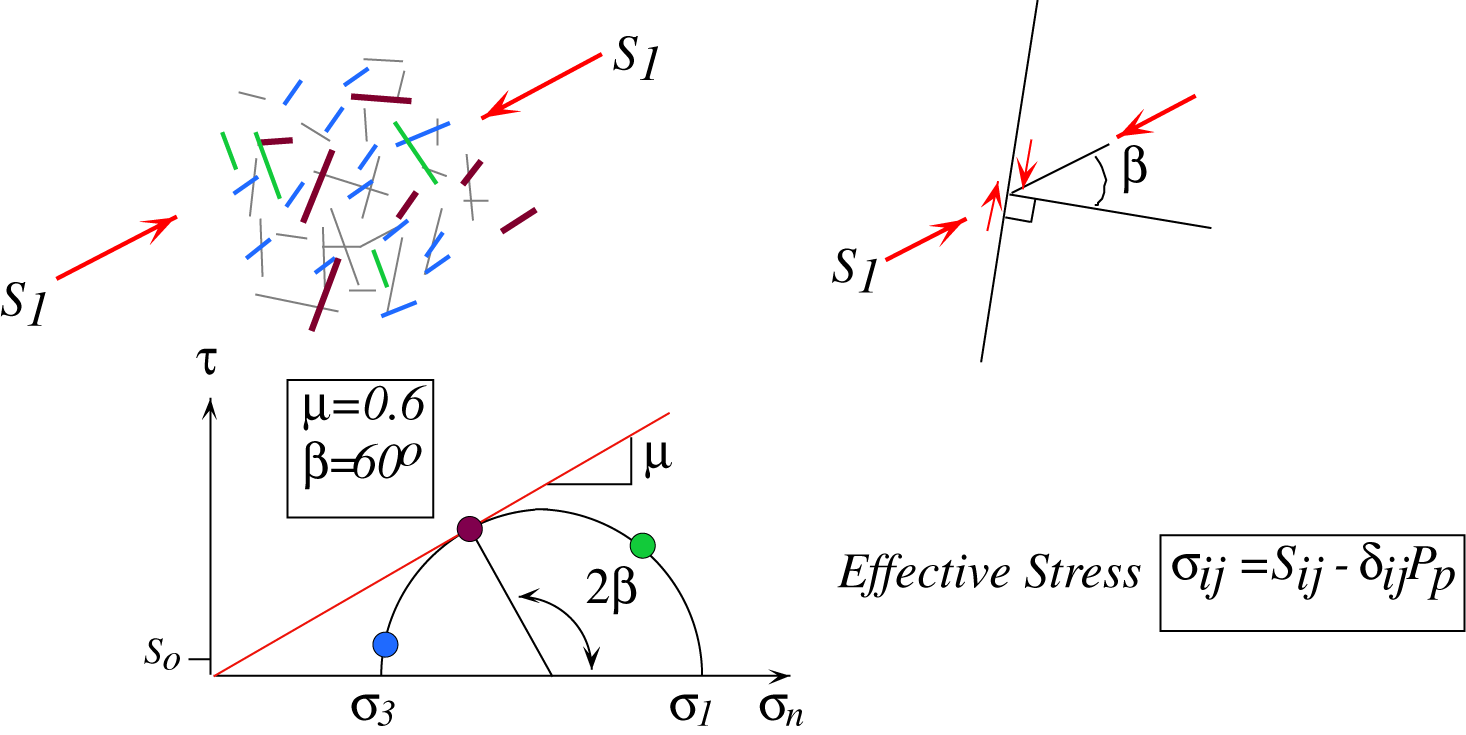 S1
S1
β
S1
τ
μ=0.6
β=60º
μ
2β
So
σ3
σ1
σn
Effective Stress σij =Sij - δijPp